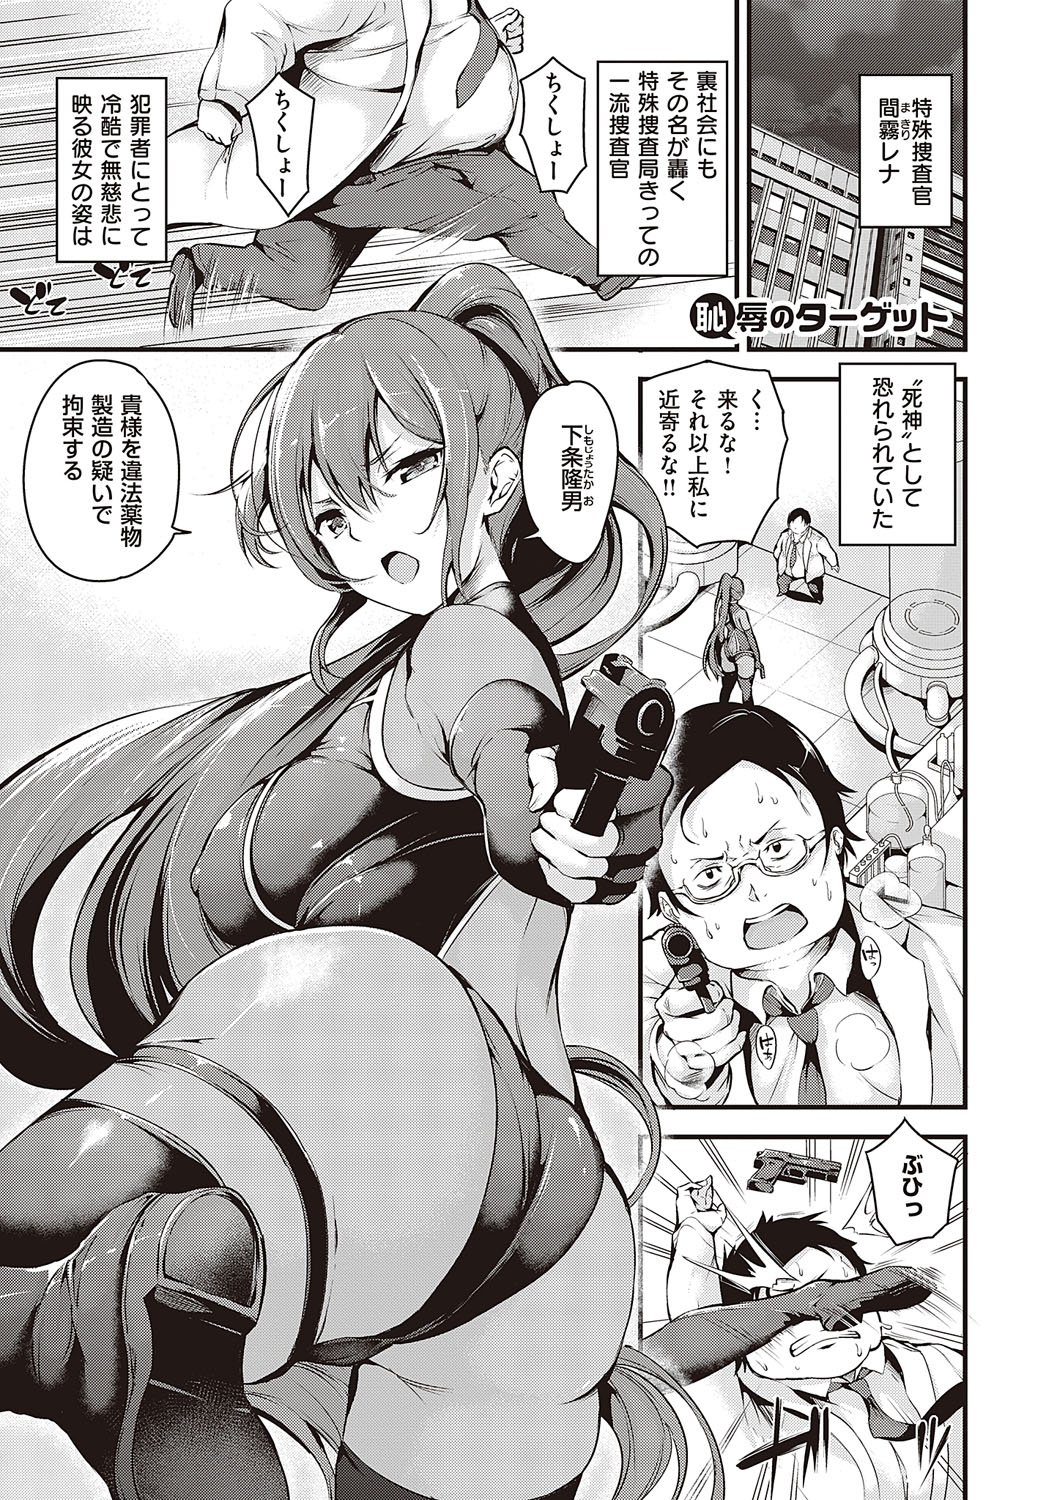 特殊捜査官
間霧レナ
まきり
裏社会にも
その名が轟く
特殊捜査局きっての
一流捜査官
ちくしょー
ちくしょー
どて
どて
犯罪者にとって
冷酷で無慈悲に
映る彼女の姿は
恥辱のターゲット
〝死神〟として
恐れられていた
く…
来るな！
それ以上私に
近寄るな!!
はっ
はぁ
下条隆男
しもじょうたかお
貴様を違法薬物
製造の疑いで
拘束する
ぶひっ
ドガッ